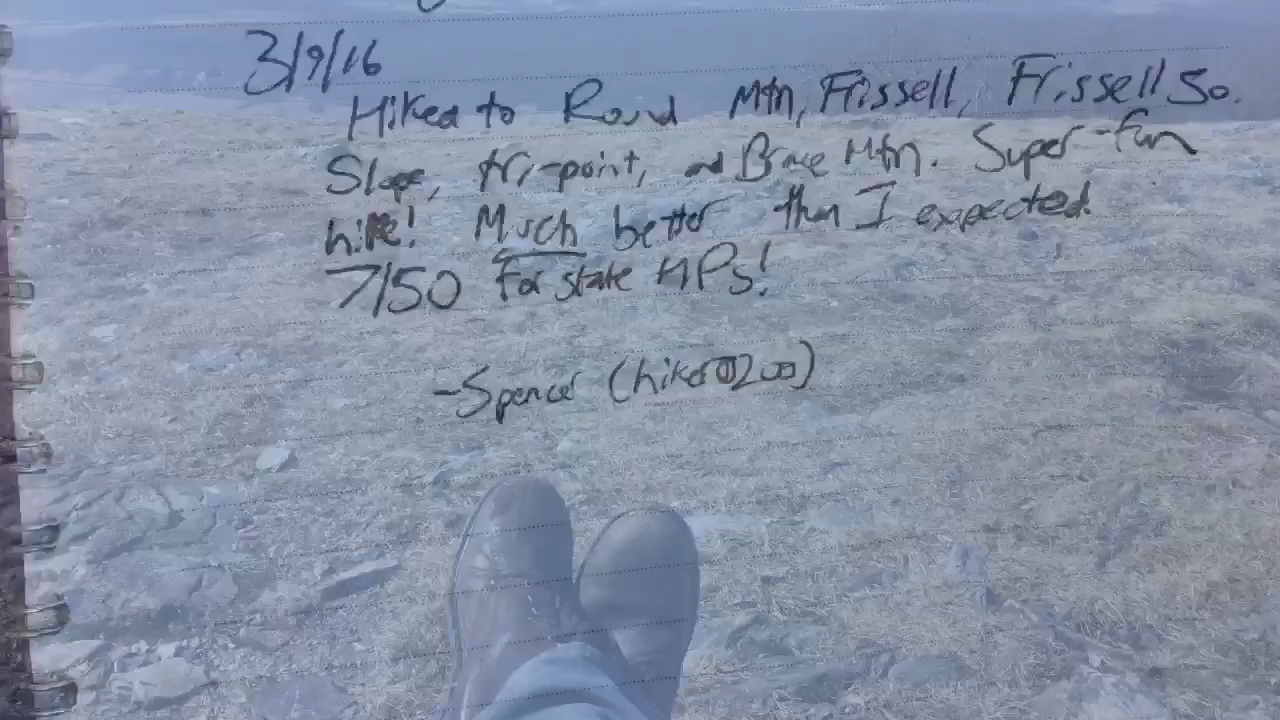 3/9/16
Hiked to Round Mtn, Frissell, Frissell So.
Slope, tri-point, and Brace Mtn. Super-fun
hike! Much better than I expected.
7/50 for state HPs!
-Spencer